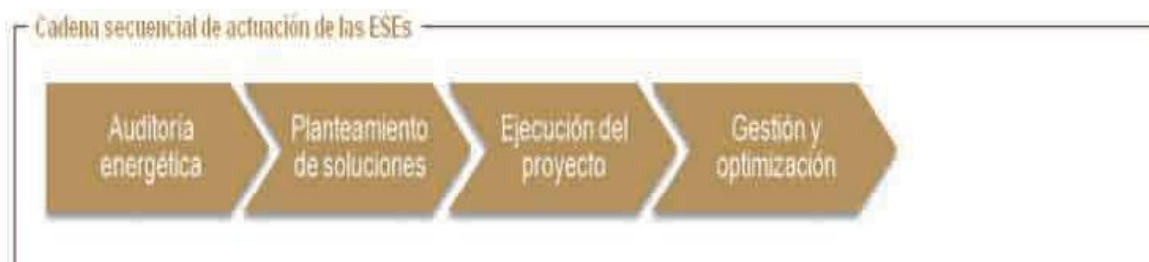 Cadena secuencial de actuación de las ESEs
Auditoría
energética
Planteamiento
de soluciones
Ejecución del
proyecto
Gestión y
optimización